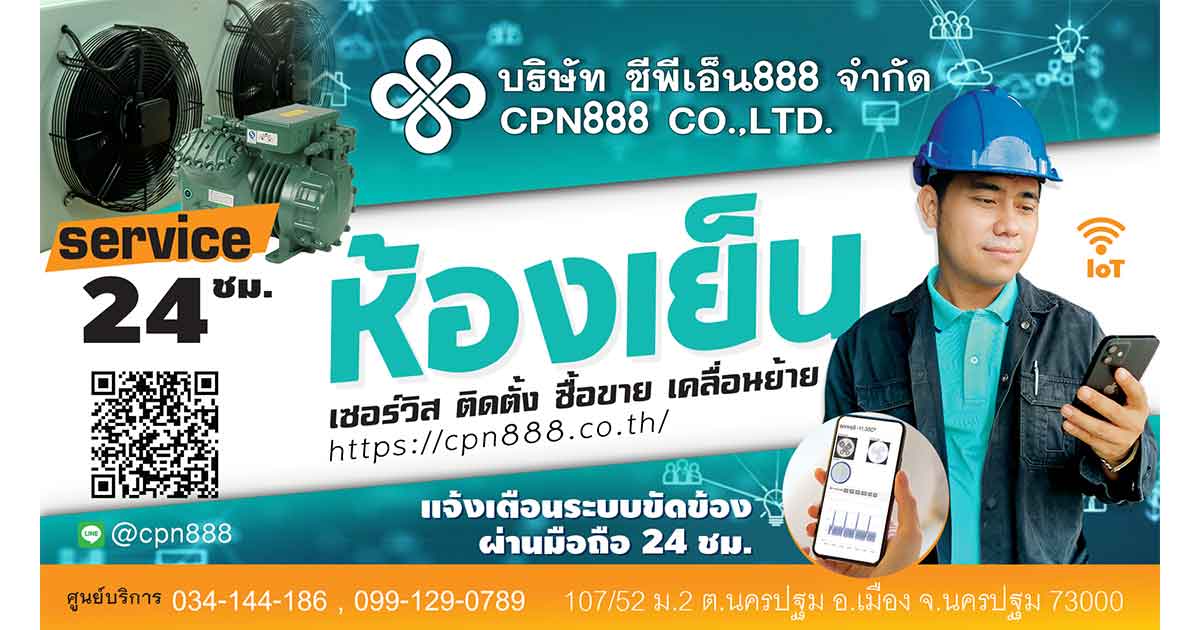 บริษัท ซีพีเอ็น888 จำกัด
CPN888 CO.,LTD.
service
24 ชม.
ห้องเย็น
เซอร์วิส ติดตั้ง ซื้อขาย เคลื่อนย้าย
https://cpn888.co.th/
IoT
แจ้งเตือนระบบขัดข้อง
ผ่านมือถือ 24 ชม.
LINE @cpn888
ศูนย์บริการ 034-144-186 , 099-129-0789 107/52 ม.2 ต.นครปฐม อ.เมือง จ.นครปฐม 73000